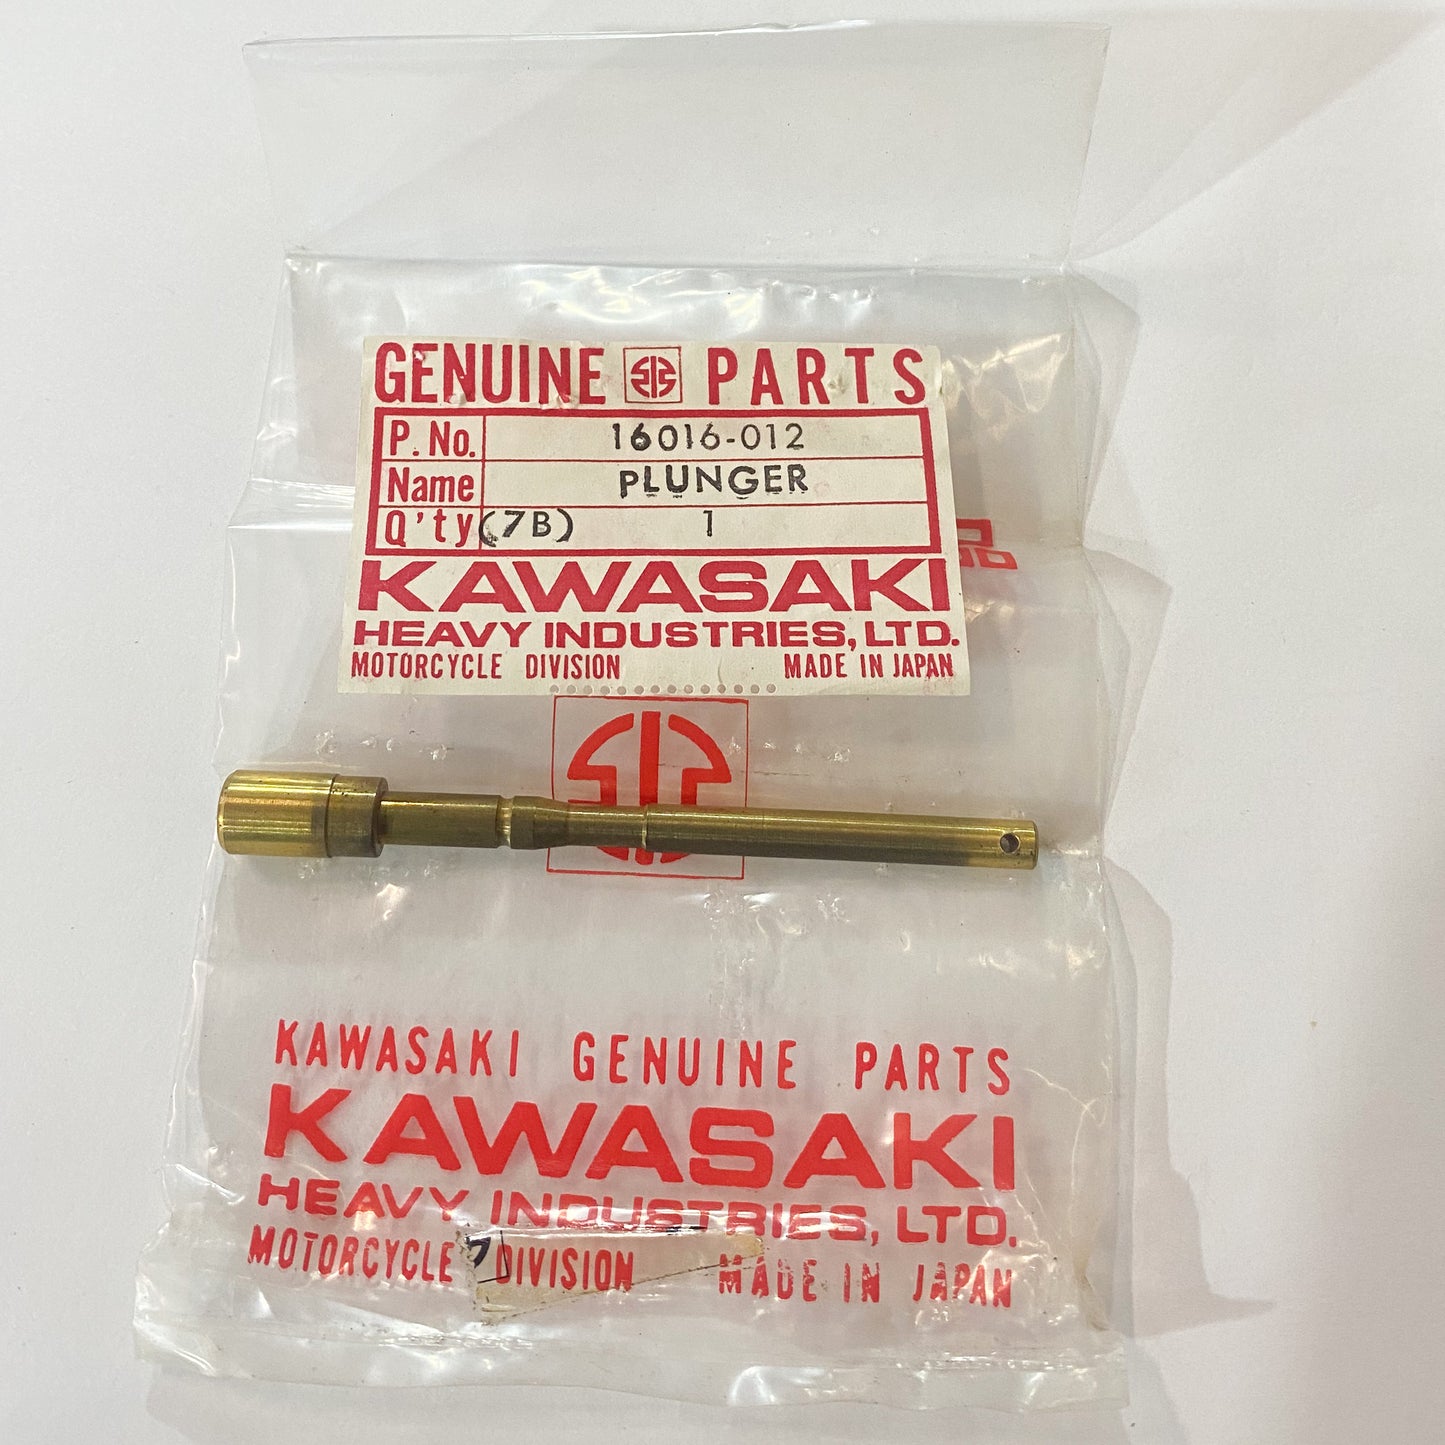 GENUINE PARTS
P. No. 16016-012
Name PLUNGER
Q'ty (7B) 1
KAWASAKI
HEAVY INDUSTRIES, LTD.
MOTORCYCLE DIVISION MADE IN JAPAN
KAWASAKI GENUINE PARTS
KAWASAKI
HEAVY INDUSTRIES, LTD.
MOTORCYCLE DIVISION MADE IN JAPAN